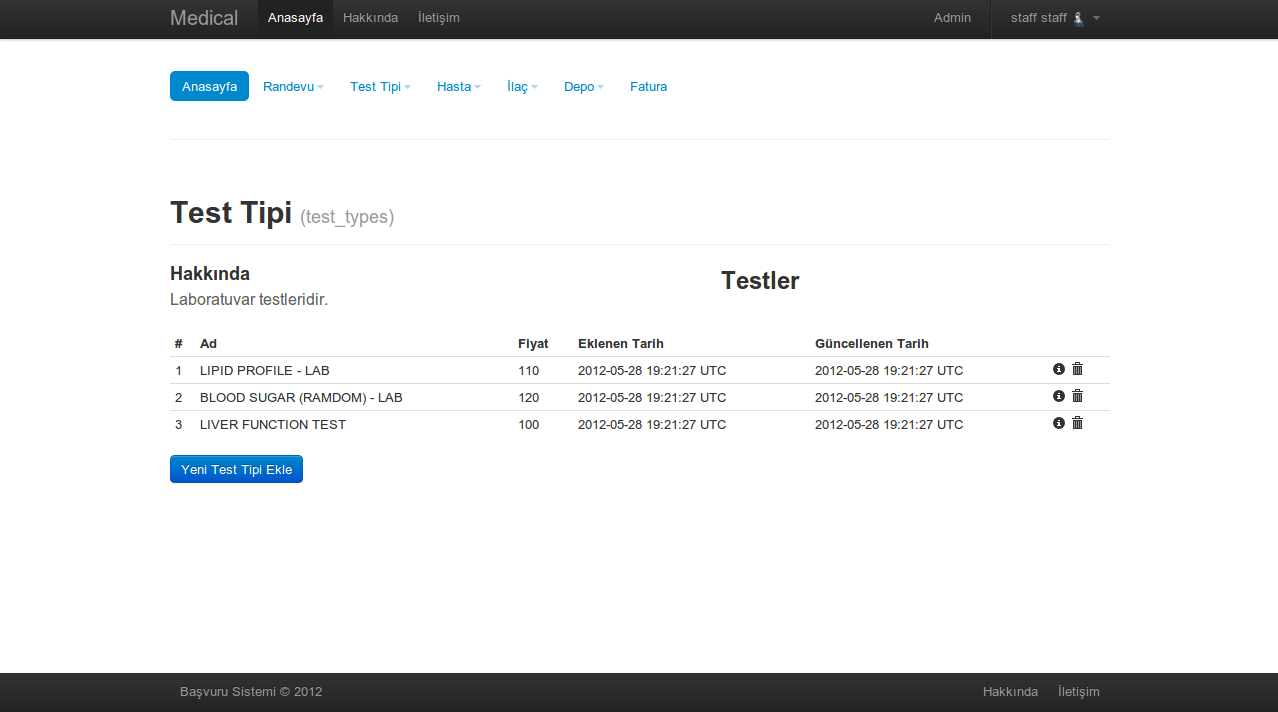 Medical Anasayfa Hakkında İletişim Admin staff staff
Anasayfa Randevu Test Tipi Hasta İlaç Depo Fatura
Test Tipi (test_types)
Hakkında
Testler
Laboratuvar testleridir.
# Ad Fiyat Eklenen Tarih Güncellenen Tarih
1 LIPID PROFILE - LAB 110 2012-05-28 19:21:27 UTC 2012-05-28 19:21:27 UTC
2 BLOOD SUGAR (RAMDOM) - LAB 120 2012-05-28 19:21:27 UTC 2012-05-28 19:21:27 UTC
3 LIVER FUNCTION TEST 100 2012-05-28 19:21:27 UTC 2012-05-28 19:21:27 UTC
Yeni Test Tipi Ekle
Başvuru Sistemi © 2012 Hakkında İletişim